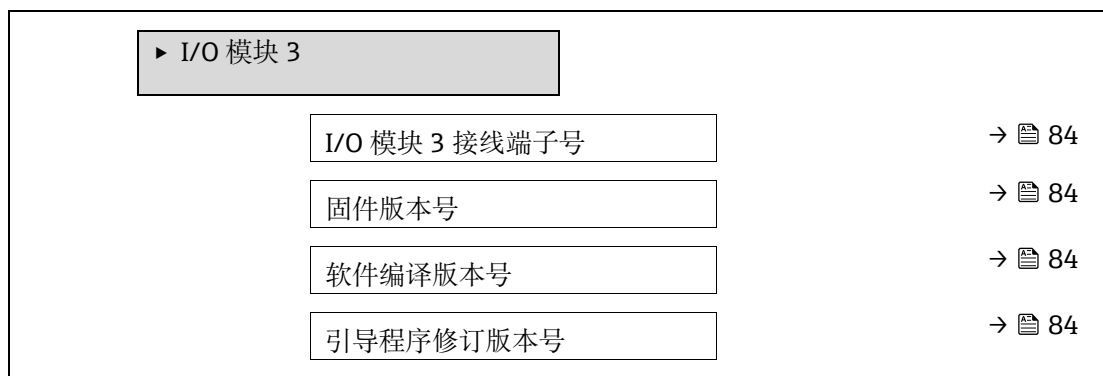 ▶ I/O 模块 3
I/O 模块 3 接线端子号 → 84
固件版本号 → 84
软件编译版本号 → 84
引导程序修订版本号 → 84